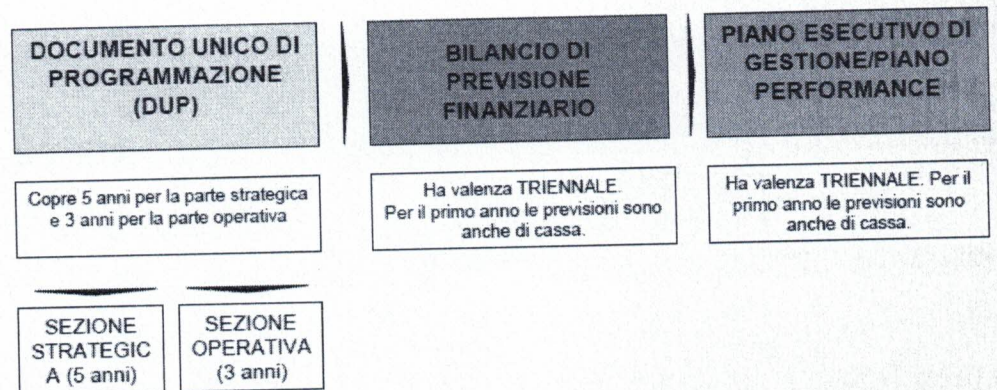 DOCUMENTO UNICO DI
PROGRAMMAZIONE
(DUP)
BILANCIO DI
PREVISIONE
FINANZIARIO
PIANO ESECUTIVO DI
GESTIONE/PIANO
PERFORMANCE
Copre 5 anni per la parte strategica
e 3 anni per la parte operativa
Ha valenza TRIENNALE.
Per il primo anno le previsioni sono
anche di cassa.
Ha valenza TRIENNALE. Per il
primo anno le previsioni sono
anche di cassa.
SEZIONE
STRATEGIC
A (5 anni)
SEZIONE
OPERATIVA
(3 anni)